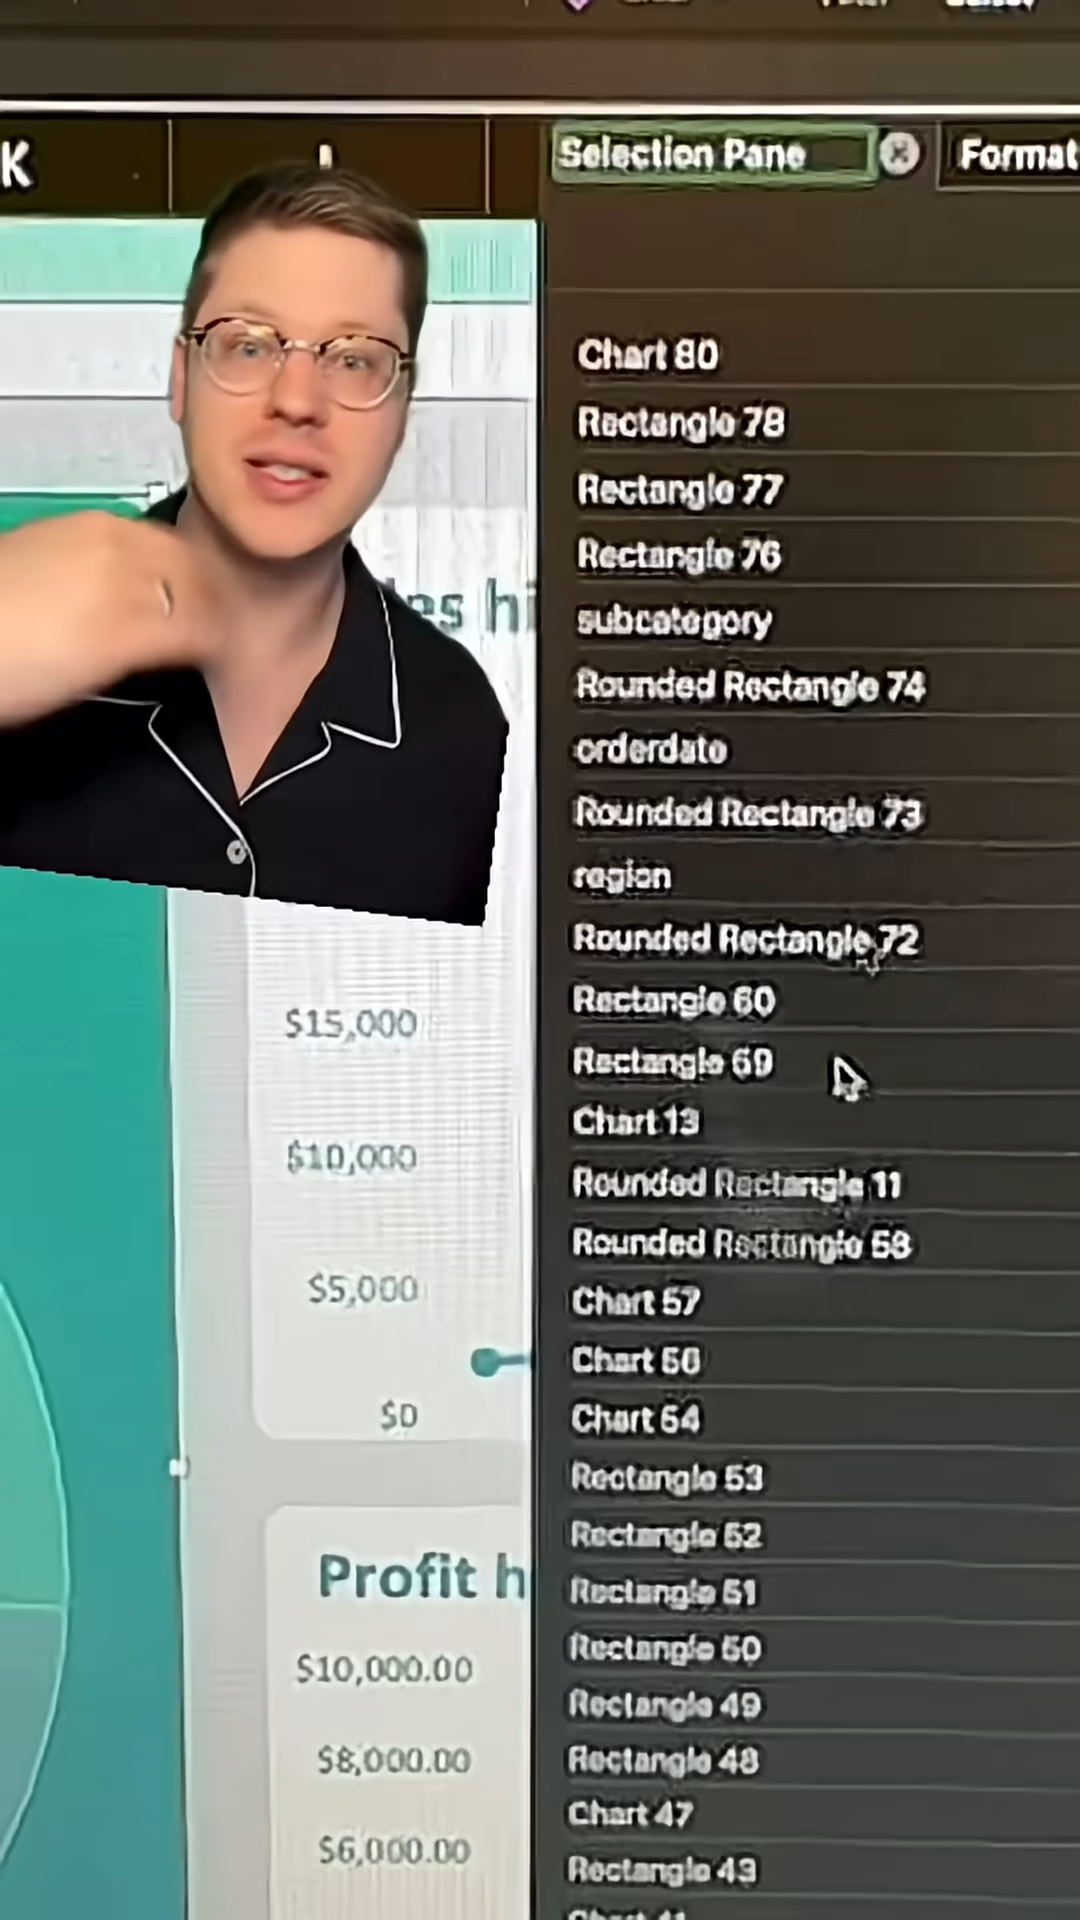 K
Selection Pane
Format
Chart 80
Rectangle 78
Rectangle 77
Rectangle 76
subcategory
Rounded Rectangle 74
orderdate
Rounded Rectangle 73
region
Rounded Rectangle 72
Rectangle 60
Rectangle 69
Chart 13
Rounded Rectangle 11
Rounded Rectangle 58
Chart 57
Chart 56
Chart 54
Rectangle 53
Rectangle 52
Rectangle 51
Rectangle 50
Rectangle 49
Rectangle 48
Chart 47
Rectangle 43
es hi
$15,000
$10,000
$5,000
$0
Profit h
$10,000.00
$8,000.00
$6,000.00